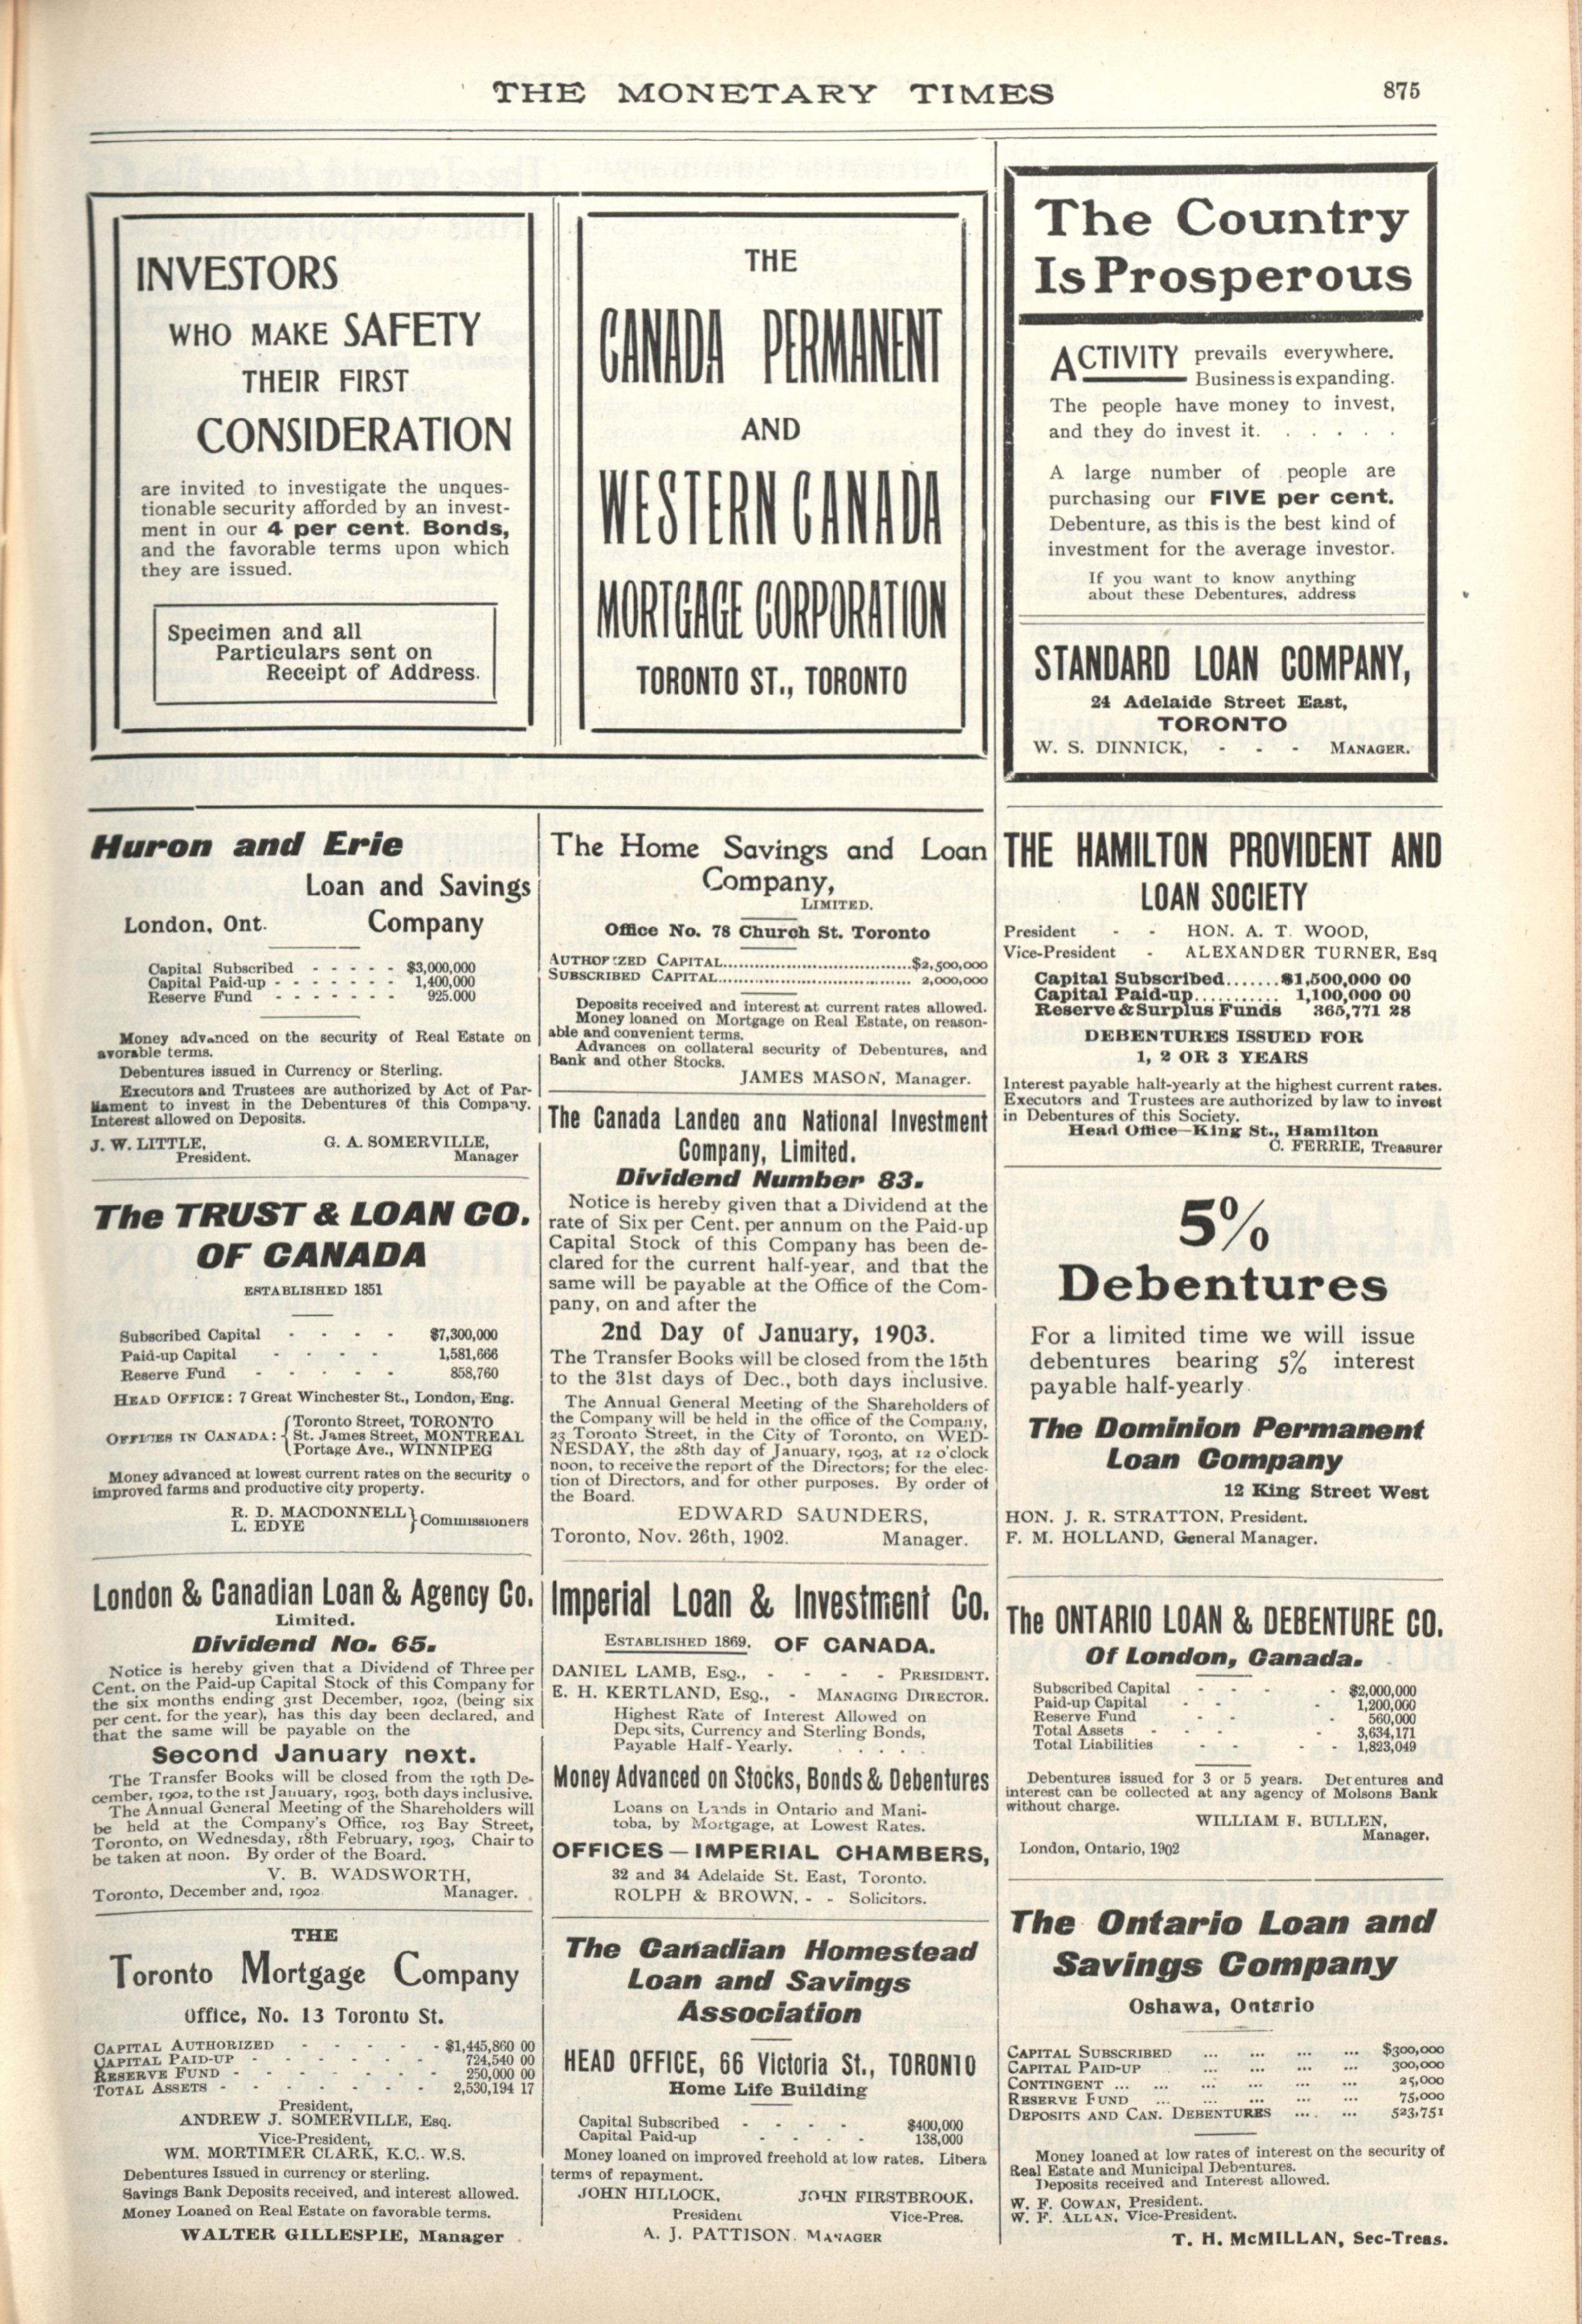 THE MONETARY TIMES 875
INVESTORS
WHO MAKE SAFETY
THEIR FIRST
CONSIDERATION
are invited to investigate the unques-
tionable security afforded by an invest-
ment in our 4 per cent. Bonds,
and the favorable terms upon which
they are issued.
Specimen and all
Particulars sent on
Receipt of Address.
THE
CANADA PERMANENT
AND
WESTERN CANADA
MORTGAGE CORPORATION
TORONTO ST., TORONTO
The Country
Is Prosperous
ACTIVITY prevails everywhere.
Business is expanding.
The people have money to invest,
and they do invest it. . . . . .
A large number of people are
purchasing our FIVE per cent.
Debenture, as this is the best kind of
investment for the average investor.
If you want to know anything
about these Debentures, address
STANDARD LOAN COMPANY,
24 Adelaide Street East,
TORONTO
W. S. DINNICK, - - - MANAGER.
Huron and Erie
Loan and Savings
London, Ont. Company
Capital Subscribed - - - - - $3,000,000
Capital Paid-up - - - - - - - 1,400,000
Reserve Fund - - - - - - - 925.000
Money advanced on the security of Real Estate on
avorable terms.
Debentures issued in Currency or Sterling.
Executors and Trustees are authorized by Act of Par-
liament to invest in the Debentures of this Company.
Interest allowed on Deposits.
J. W. LITTLE, G. A. SOMERVILLE,
President. Manager
The TRUST & LOAN CO.
OF CANADA
ESTABLISHED 1851
Subscribed Capital - - - - $7,300,000
Paid-up Capital - - - - 1,581,666
Reserve Fund - - - - - 858,760
HEAD OFFICE: 7 Great Winchester St., London, Eng.
Toronto Street, TORONTO
OFFICES IN CANADA: St. James Street, MONTREAL
Portage Ave., WINNIPEG
Money advanced at lowest current rates on the security o
improved farms and productive city property.
R. D. MACDONNELL
L. EDYE } Commissioners
London & Canadian Loan & Agency Co.
Limited.
Dividend No. 65.
Notice is hereby given that a Dividend of Three per
Cent. on the Paid-up Capital Stock of this Company for
the six months ending 31st December, 1902, (being six
per cent. for the year), has this day been declared, and
that the same will be payable on the
Second January next.
The Transfer Books will be closed from the 19th De-
cember, 1902, to the 1st January, 1903, both days inclusive.
The Annual General Meeting of the Shareholders will
be held at the Company's Office, 103 Bay Street,
Toronto, on Wednesday, 18th February, 1903, Chair to
be taken at noon. By order of the Board.
V. B. WADSWORTH,
Toronto, December 2nd, 1902. Manager.
THE
Toronto Mortgage Company
Office, No. 13 Toronto St.
CAPITAL AUTHORIZED - - - - - $1,445,860 00
CAPITAL PAID-UP - - - - - - 724,540 00
RESERVE FUND - - - - - - - 250,000 00
TOTAL ASSETS - - - - - - - 2,530,194 17
President,
ANDREW J. SOMERVILLE, Esq.
Vice-President,
WM. MORTIMER CLARK, K.C.. W.S.
Debentures Issued in currency or sterling.
Savings Bank Deposits received, and interest allowed.
Money Loaned on Real Estate on favorable terms.
WALTER GILLESPIE, Manager
The Home Savings and Loan
Company,
LIMITED.
Office No. 78 Church St. Toronto
AUTHORIZED CAPITAL....................$2,500,000
SUBSCRIBED CAPITAL.................... 2,000,000
Deposits received and interest at current rates allowed.
Money loaned on Mortgage on Real Estate, on reason-
able and convenient terms.
Advances on collateral security of Debentures, and
Bank and other Stocks.
JAMES MASON, Manager.
The Canada Landed and National Investment
Company, Limited.
Dividend Number 83.
Notice is hereby given that a Dividend at the
rate of Six per Cent. per annum on the Paid-up
Capital Stock of this Company has been de-
clared for the current half-year, and that the
same will be payable at the Office of the Com-
pany, on and after the
2nd Day of January, 1903.
The Transfer Books will be closed from the 15th
to the 31st days of Dec., both days inclusive.
The Annual General Meeting of the Shareholders of
the Company will be held in the office of the Company,
23 Toronto Street, in the City of Toronto, on WED-
NESDAY, the 28th day of January, 1903, at 12 o'clock
noon, to receive the report of the Directors; for the elec-
tion of Directors, and for other purposes. By order of
the Board.
EDWARD SAUNDERS,
Toronto, Nov. 26th, 1902. Manager.
Imperial Loan & Investment Co.
ESTABLISHED 1869. OF CANADA.
DANIEL LAMB, Esq., - - - - PRESIDENT.
E. H. KERTLAND, Esq., - MANAGING DIRECTOR.
Highest Rate of Interest Allowed on
Deposits, Currency and Sterling Bonds,
Payable Half-Yearly. . . . . .
Money Advanced on Stocks, Bonds & Debentures
Loans on Lands in Ontario and Mani-
toba, by Mortgage, at Lowest Rates.
OFFICES — IMPERIAL CHAMBERS,
32 and 34 Adelaide St. East, Toronto.
ROLPH & BROWN, - - Solicitors.
The Canadian Homestead
Loan and Savings
Association
HEAD OFFICE, 66 Victoria St., TORONTO
Home Life Building
Capital Subscribed - - - - $400,000
Capital Paid-up - - - - 138,000
Money loaned on improved freehold at low rates. Libera
terms of repayment.
JOHN HILLOCK, JOHN FIRSTBROOK,
President Vice-Pres.
A. J. PATTISON, MANAGER
THE HAMILTON PROVIDENT AND
LOAN SOCIETY
President - - HON. A. T. WOOD,
Vice-President - ALEXANDER TURNER, Esq
Capital Subscribed.......$1,500,000 00
Capital Paid-up........... 1,100,000 00
Reserve & Surplus Funds 365,771 28
DEBENTURES ISSUED FOR
1, 2 OR 3 YEARS
Interest payable half-yearly at the highest current rates.
Executors and Trustees are authorized by law to invest
in Debentures of this Society.
Head Office—King St., Hamilton
C. FERRIE, Treasurer
5%
Debentures
For a limited time we will issue
debentures bearing 5% interest
payable half-yearly.
The Dominion Permanent
Loan Company
12 King Street West
HON. J. R. STRATTON, President.
F. M. HOLLAND, General Manager.
The ONTARIO LOAN & DEBENTURE CO.
Of London, Canada.
Subscribed Capital - - - - $2,000,000
Paid-up Capital - - - 1,200,000
Reserve Fund - - - 560,000
Total Assets - - - - 3,634,171
Total Liabilities - - - - 1,823,049
Debentures issued for 3 or 5 years. Debentures and
interest can be collected at any agency of Molsons Bank
without charge.
WILLIAM F. BULLEN,
Manager.
London, Ontario, 1902
The Ontario Loan and
Savings Company
Oshawa, Ontario
CAPITAL SUBSCRIBED ... ... ... ... $300,000
CAPITAL PAID-UP ... ... ... ... 300,000
CONTINGENT ... ... ... ... ... ... 25,000
RESERVE FUND ... ... ... ... ... 75,000
DEPOSITS AND CAN. DEBENTURES .... ... 523,751
Money loaned at low rates of interest on the security of
Real Estate and Municipal Debentures.
Deposits received and Interest allowed.
W. F. COWAN, President.
W. F. ALLAN, Vice-President.
T. H. McMILLAN, Sec-Treas.